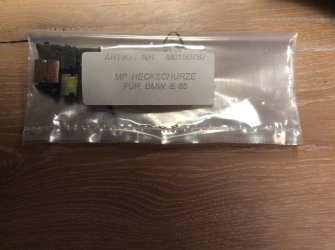 ARTIKEL-NR. M0150782
MP HECKSCHÜRZE
FÜR BMW E 85